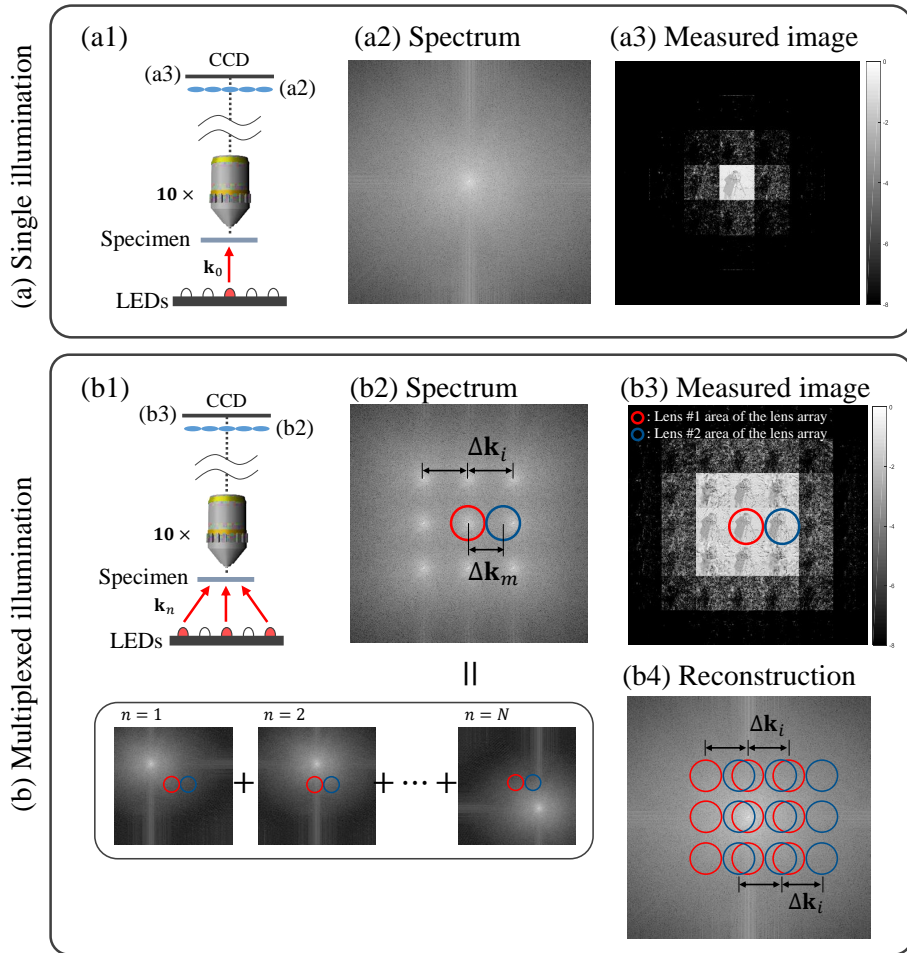 (a) Single illumination
(a1)
CCD
(a3)
(a2)
10 ×
Specimen
k₀
LEDs
(a2) Spectrum
(a3) Measured image
0
-2
-4
-6
-8
(b) Multiplexed illumination
(b1)
CCD
(b3)
(b2)
10 ×
Specimen
kₙ
LEDs
(b2) Spectrum
Δkᵢ
Δkₘ
(b3) Measured image
: Lens #1 area of the lens array
: Lens #2 area of the lens array
0
-2
-4
-6
-8
=
n = 1
n = 2
n = N
+ + ⋯ +
(b4) Reconstruction
Δkᵢ
Δkᵢ